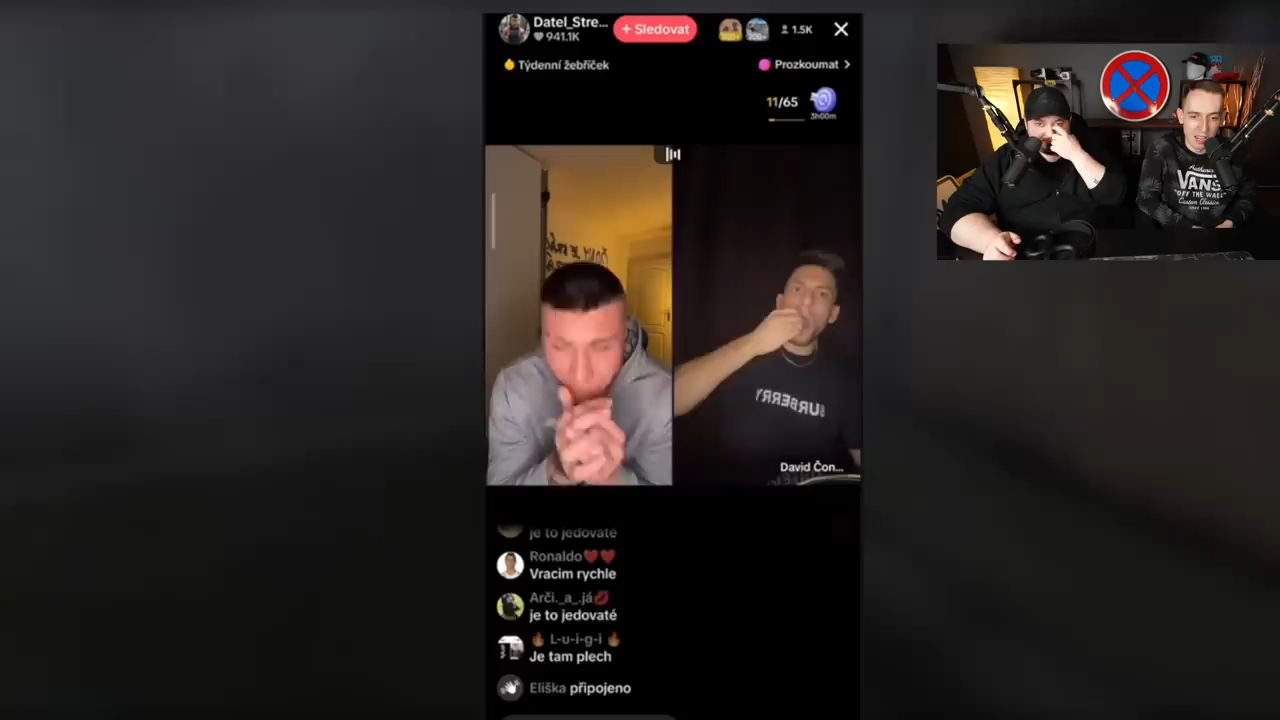 Datel_Stre...
941.1K
+ Sledovat
1.5K
Týdenní žebříček
Prozkoumat >
11/65
3h00m
BURBERRY
David Čon...
je to jedovaté
Ronaldo❤️❤️
Vracim rychle
Arči._a_.já💋
je to jedovaté
🔥 L-u-i-g-i 🔥
Je tam plech
Eliška připojeno
VANS
"OFF THE WALL"